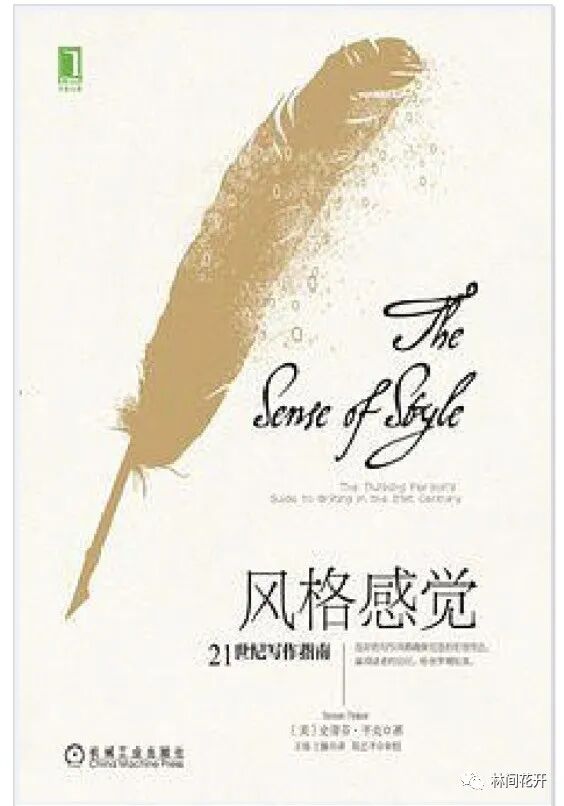 The
Sense of Style
The Thinking Person's
Guide to Writing in the 21st Century
风格感觉
21世纪写作指南
Steven Pinker
[美] 史蒂芬·平克◎著
机械工业出版社
China Machine Press
林间花开